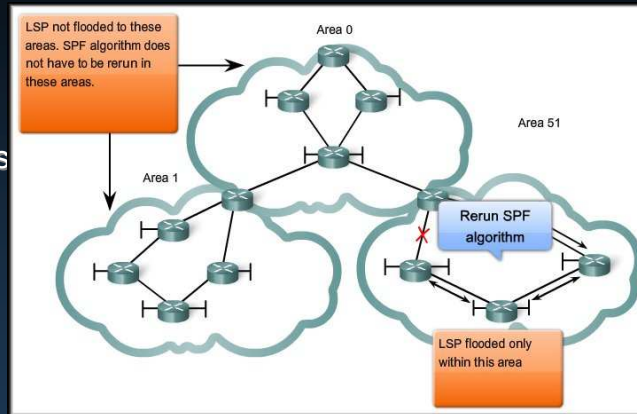 LSP not flooded to these
areas. SPF algorithm does
not have to be rerun in
these areas.
Area 0
Area 51
Area 1
Rerun SPF
algorithm
LSP flooded only
within this area
s